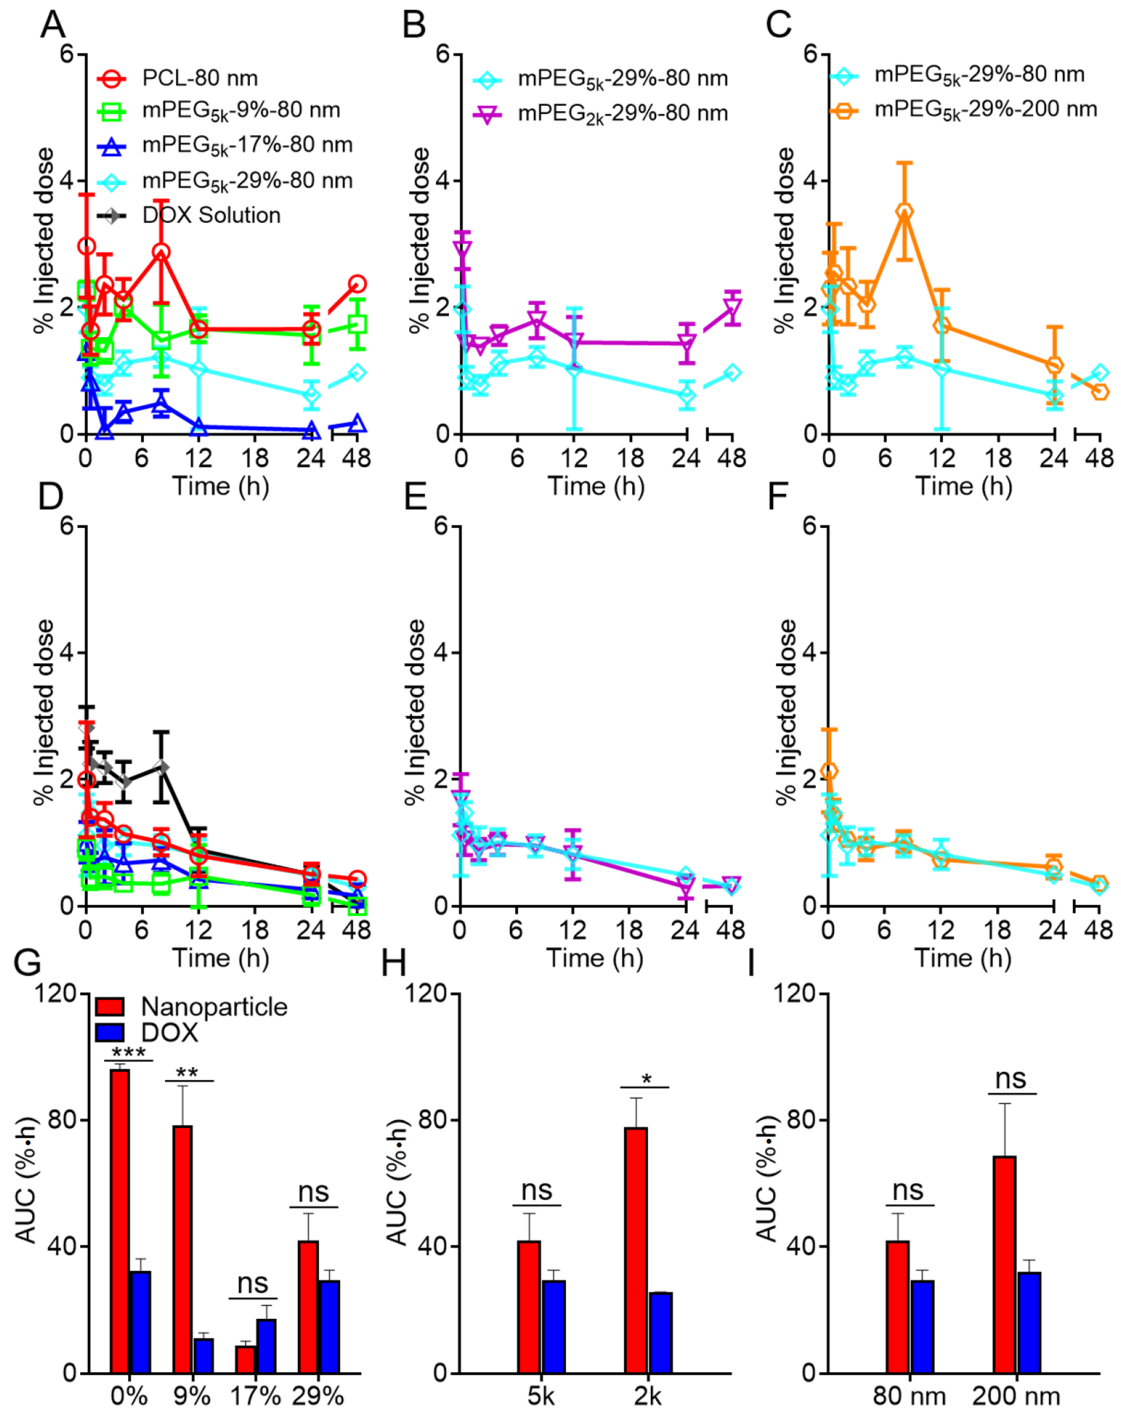 A
6
4
2
0
% Injected dose
PCL-80 nm
mPEG5k-9%-80 nm
mPEG5k-17%-80 nm
mPEG5k-29%-80 nm
DOX Solution
0 6 12 18 24 48
Time (h)
B
6
4
2
0
% Injected dose
mPEG5k-29%-80 nm
mPEG2k-29%-80 nm
0 6 12 18 24 48
Time (h)
C
6
4
2
0
% Injected dose
mPEG5k-29%-80 nm
mPEG5k-29%-200 nm
0 6 12 18 24 48
Time (h)
D
6
4
2
0
% Injected dose
0 6 12 18 24 48
Time (h)
E
6
4
2
0
% Injected dose
0 6 12 18 24 48
Time (h)
F
6
4
2
0
% Injected dose
0 6 12 18 24 48
Time (h)
G
120
80
40
0
AUC (%·h)
Nanoparticle
DOX
***
**
ns
ns
0% 9% 17% 29%
H
120
80
40
0
AUC (%·h)
ns
*
5k 2k
I
120
80
40
0
AUC (%·h)
ns
ns
80 nm 200 nm